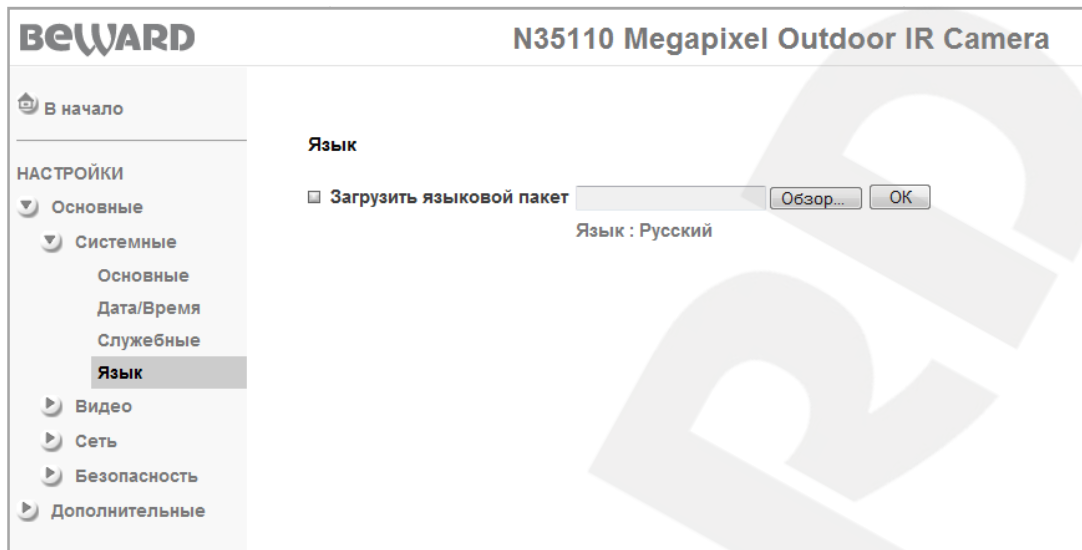 BEWARD
N35110 Megapixel Outdoor IR Camera
В начало
НАСТРОЙКИ
Основные
Системные
Основные
Дата/Время
Служебные
Язык
Видео
Сеть
Безопасность
Дополнительные
Язык
Загрузить языковой пакет Обзор... OK
Язык : Русский